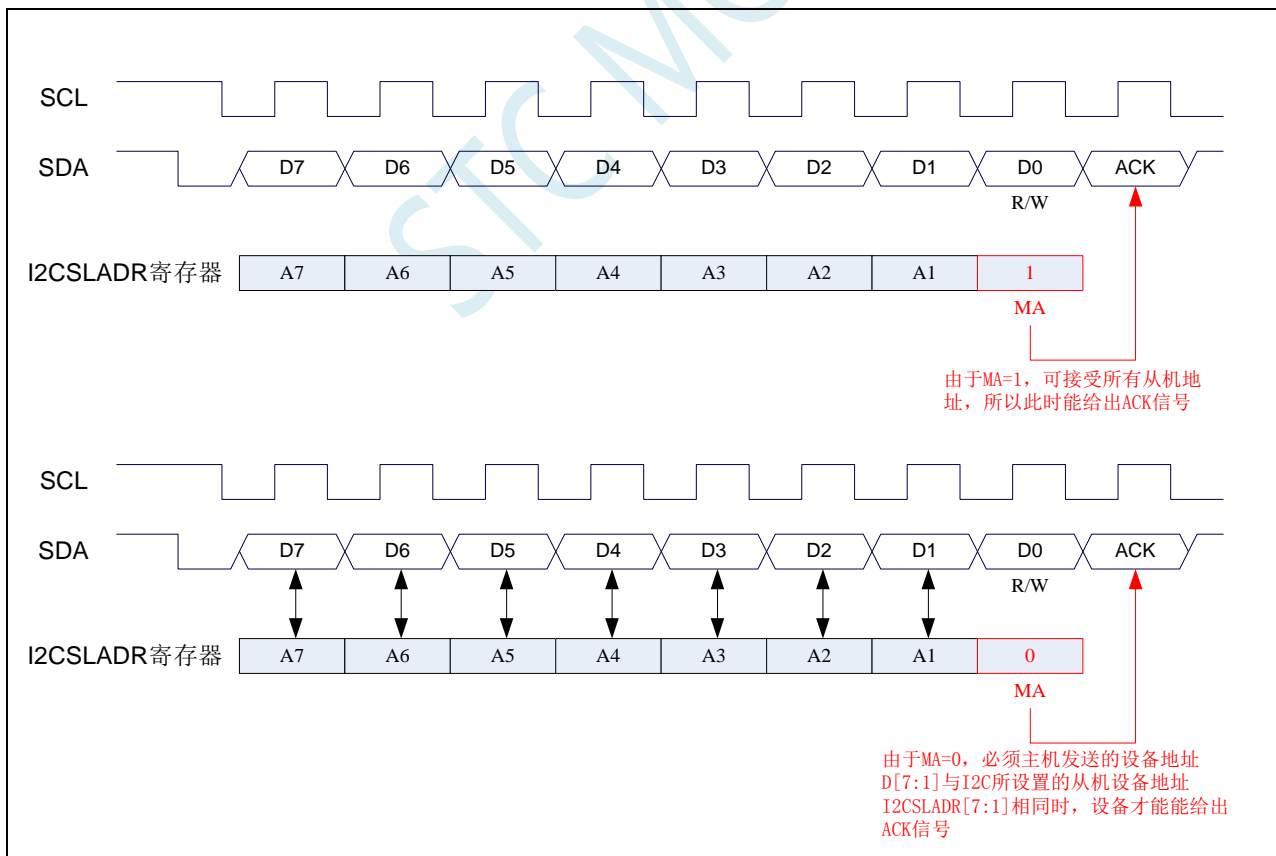 STC MC
SCL
SDA D7 D6 D5 D4 D3 D2 D1 D0 ACK
R/W
I2CSLADR寄存器 A7 A6 A5 A4 A3 A2 A1 1
MA
由于MA=1，可接受所有从机地
址，所以此时能给出ACK信号
SCL
SDA D7 D6 D5 D4 D3 D2 D1 D0 ACK
R/W
I2CSLADR寄存器 A7 A6 A5 A4 A3 A2 A1 0
MA
由于MA=0，必须主机发送的设备地址
D[7:1]与I2C所设置的从机设备地址
I2CSLADR[7:1]相同时，设备才能能给出
ACK信号